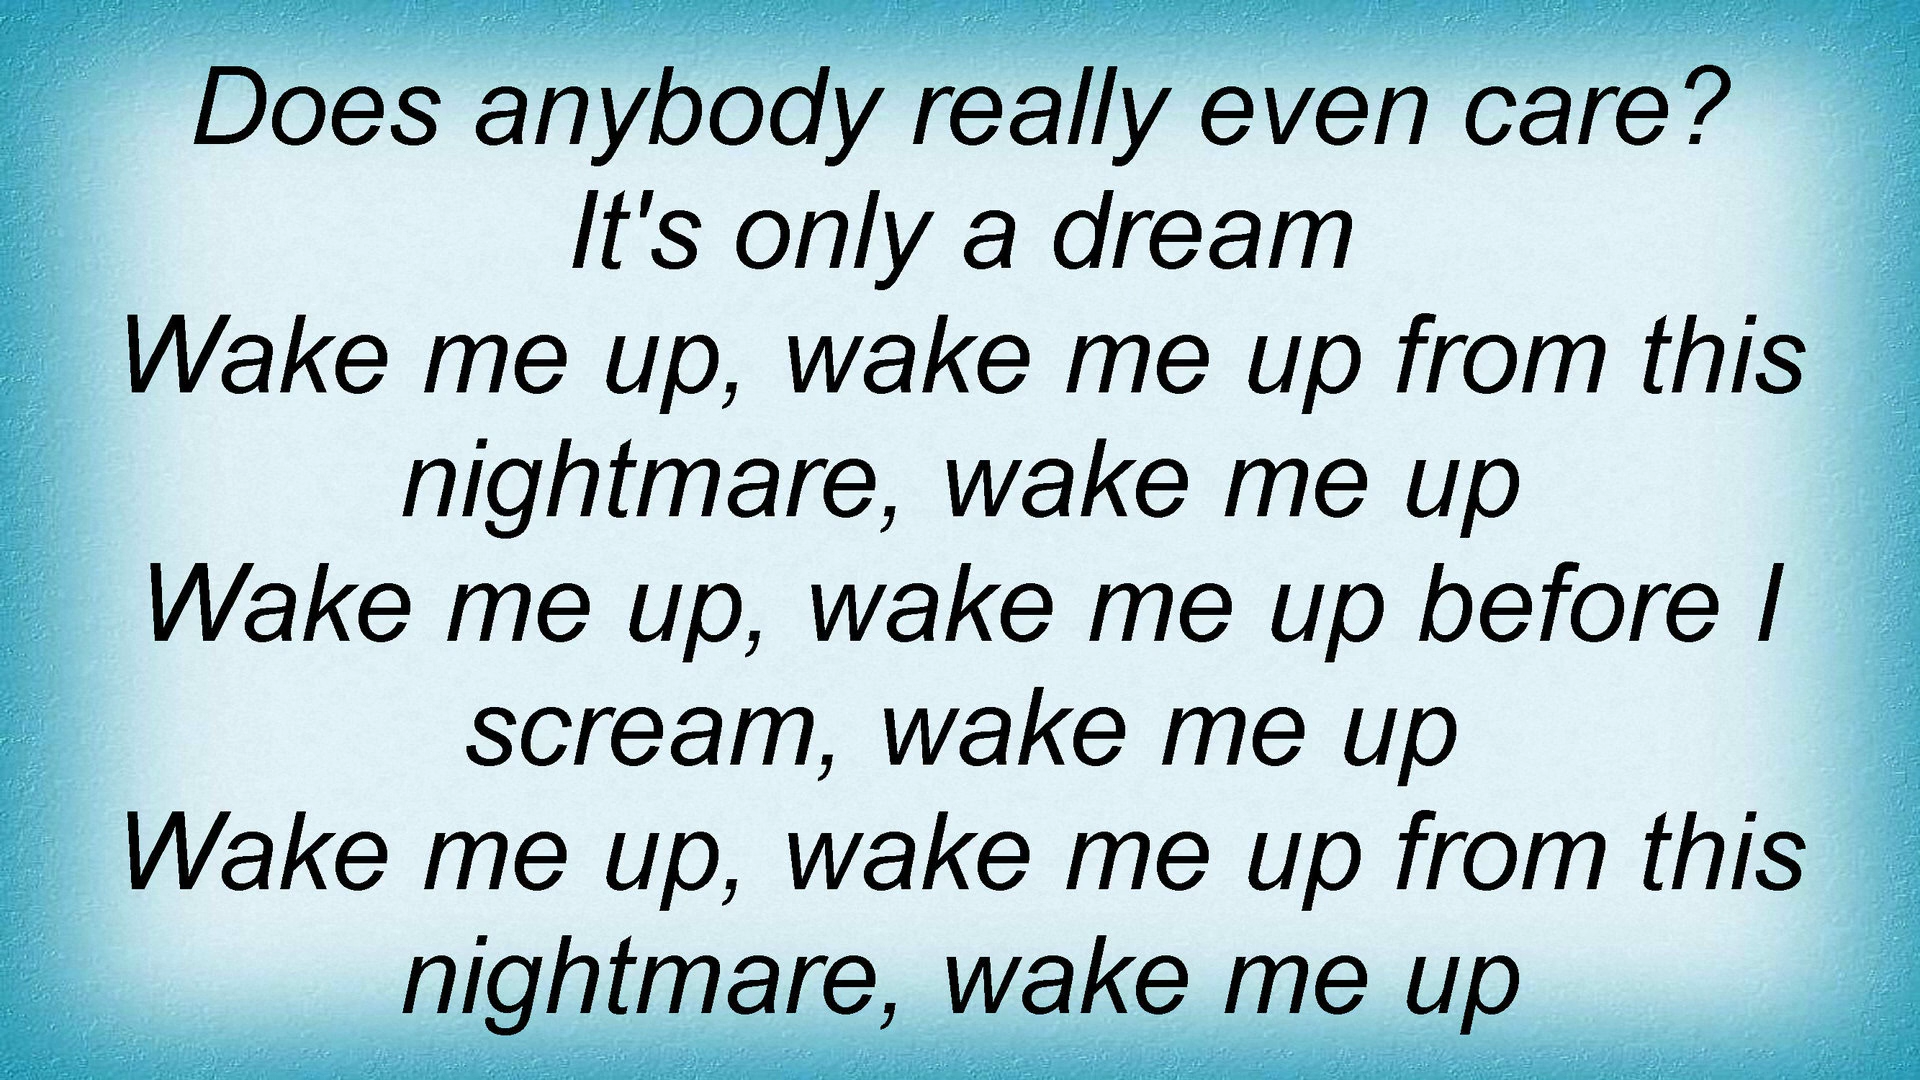 Does anybody really even care?
It's only a dream
Wake me up, wake me up from this
nightmare, wake me up
Wake me up, wake me up before I
scream, wake me up
Wake me up, wake me up from this
nightmare, wake me up